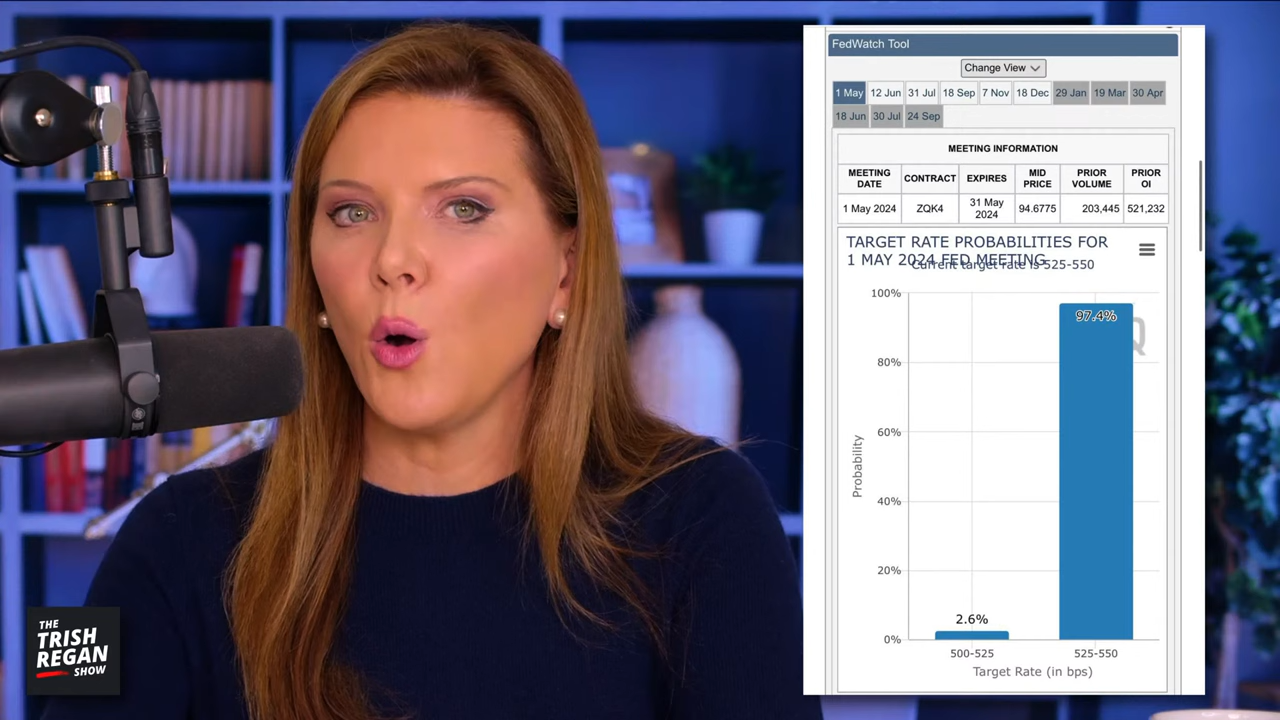 FedWatch Tool
Change View
1 May 12 Jun 31 Jul 18 Sep 7 Nov 18 Dec 29 Jan 19 Mar 30 Apr
18 Jun 30 Jul 24 Sep
MEETING INFORMATION
MEETING DATE CONTRACT EXPIRES MID PRICE PRIOR VOLUME PRIOR OI
1 May 2024 ZQK4 31 May 2024 94.6775 203,445 521,232
TARGET RATE PROBABILITIES FOR
1 MAY 2024 FED MEETING
Current target rate is 525-550
100%
97.4%
Q
80%
60%
Probability
40%
20%
2.6%
0%
500-525 525-550
Target Rate (in bps)
THE
TRISH
REGAN
SHOW